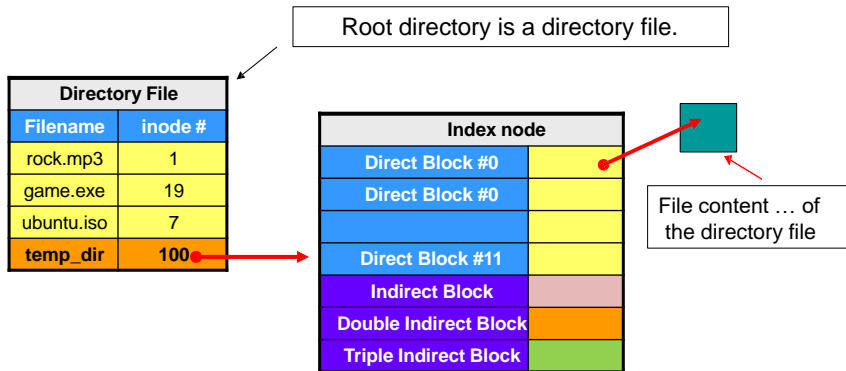 Root directory is a directory file.
Directory File
Filename inode #
rock.mp3 1
game.exe 19
ubuntu.iso 7
temp_dir 100
Index node
Direct Block #0
Direct Block #0
Direct Block #11
Indirect Block
Double Indirect Block
Triple Indirect Block
File content … of
the directory file